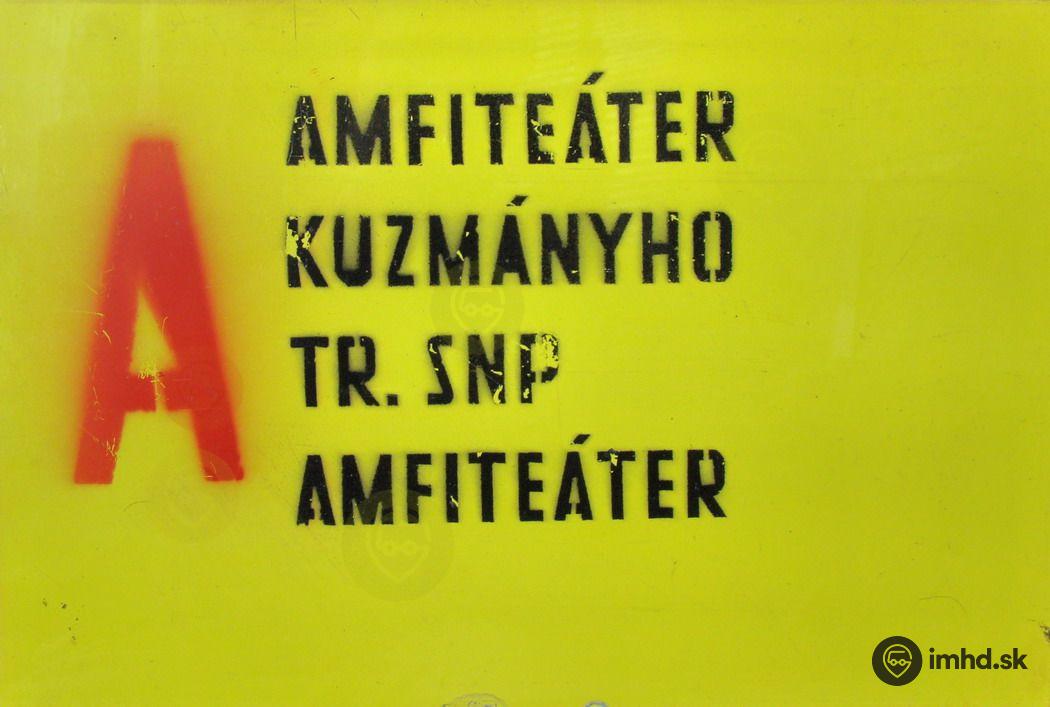 A
AMFITEÁTER
KUZMÁNYHO
TR. SNP
AMFITEÁTER
imhd.sk